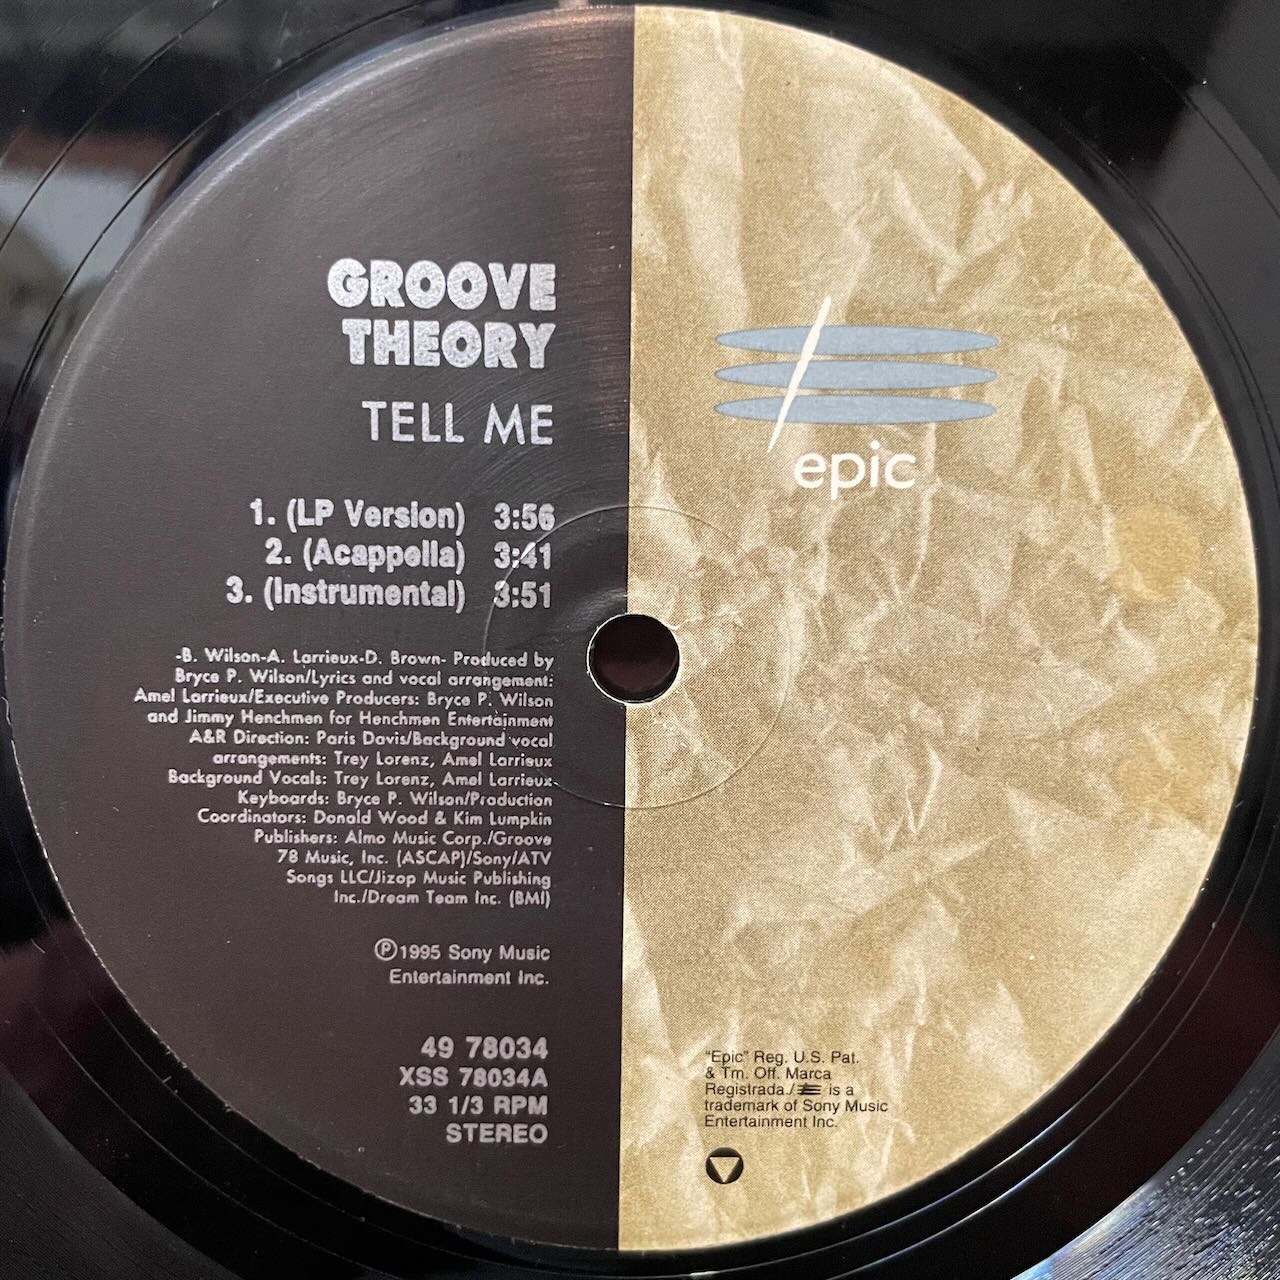 GROOVE
THEORY
TELL ME
1. (LP Version) 3:56
2. (Acappella) 3:41
3. (Instrumental) 3:51
-B. Wilson-A. Larrieux-D. Brown- Produced by
Bryce P. Wilson/Lyrics and vocal arrangement:
Amel Larrieux/Executive Producers: Bryce P. Wilson
and Jimmy Henchmen for Henchmen Entertainment
A&R Direction: Paris Davis/Background vocal
arrangements: Trey Lorenz, Amel Larrieux
Background Vocals: Trey Lorenz, Amel Larrieux
Keyboards: Bryce P. Wilson/Production
Coordinators: Donald Wood & Kim Lumpkin
Publishers: Almo Music Corp./Groove
78 Music, Inc. (ASCAP)/Sony/ATV
Songs LLC/Jizop Music Publishing
Inc./Dream Team Inc. (BMI)
℗1995 Sony Music
Entertainment Inc.
49 78034
XSS 78034A
33 1/3 RPM
STEREO
epic
"Epic" Reg. U.S. Pat.
& Tm. Off. Marca
Registrada./ is a
trademark of Sony Music
Entertainment Inc.